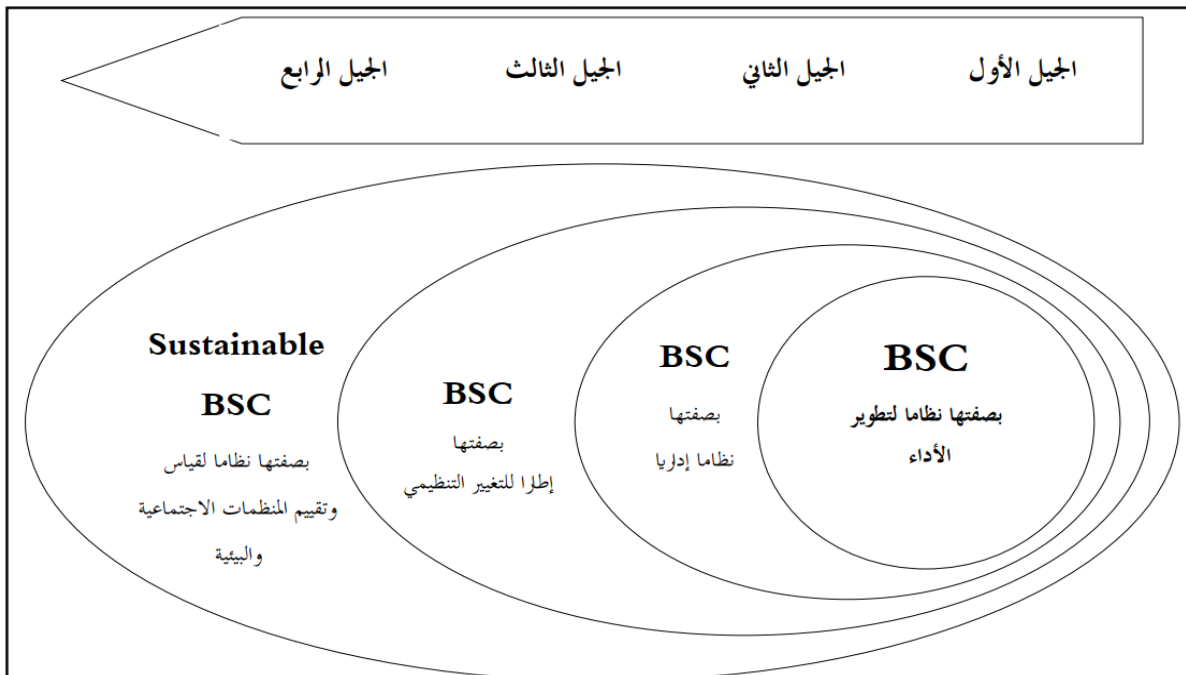 الجيل الأول
الجيل الثاني
الجيل الثالث
الجيل الرابع
BSC
بصفتها نظاما لتطوير
الأداء
BSC
بصفتها
نظاما إداريا
BSC
بصفتها
إطارا للتغيير التنظيمي
Sustainable
BSC
بصفتها نظاما لقياس
وتقييم المنظمات الاجتماعية
والبيئية